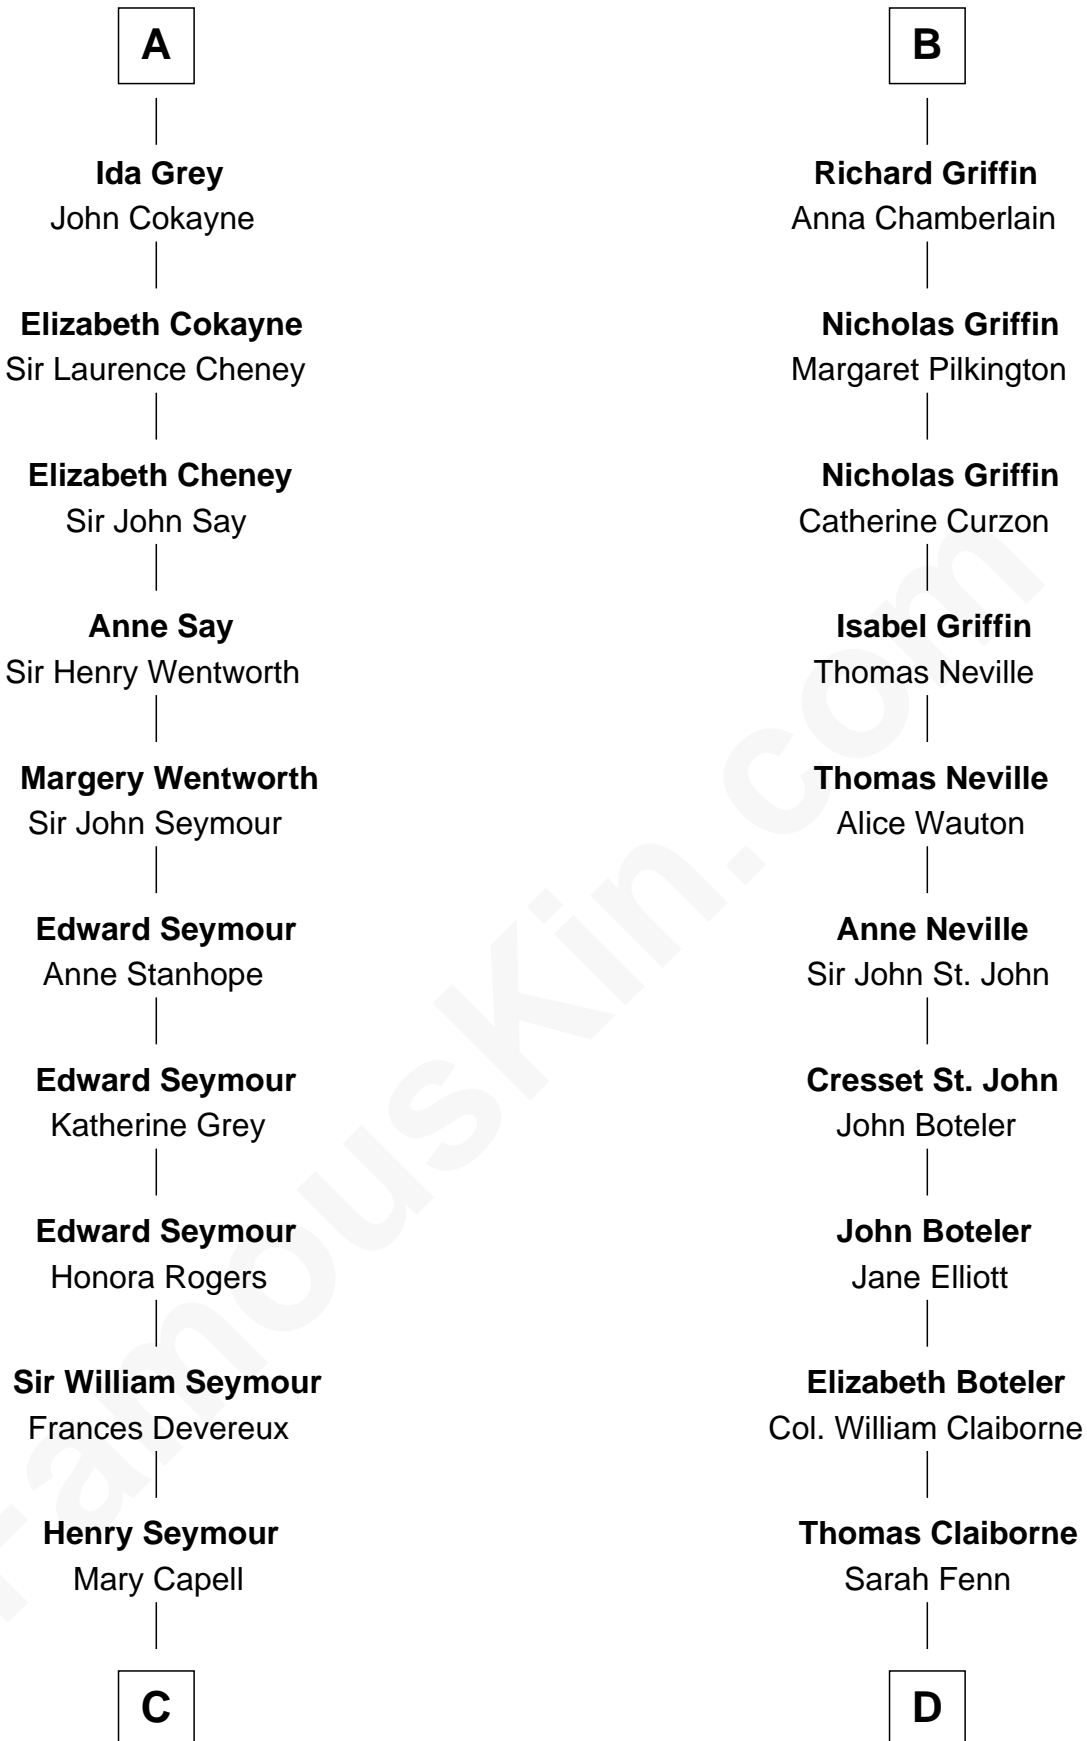 A
Ida Grey
John Cokayne
Elizabeth Cokayne
Sir Laurence Cheney
Elizabeth Cheney
Sir John Say
Anne Say
Sir Henry Wentworth
Margery Wentworth
Sir John Seymour
Edward Seymour
Anne Stanhope
Edward Seymour
Katherine Grey
Edward Seymour
Honora Rogers
Sir William Seymour
Frances Devereux
Henry Seymour
Mary Capell
C
B
Richard Griffin
Anna Chamberlain
Nicholas Griffin
Margaret Pilkington
Nicholas Griffin
Catherine Curzon
Isabel Griffin
Thomas Neville
Thomas Neville
Alice Wauton
Anne Neville
Sir John St. John
Cresset St. John
John Boteler
John Boteler
Jane Elliott
Elizabeth Boteler
Col. William Claiborne
Thomas Claiborne
Sarah Fenn
D
FamousKin.com